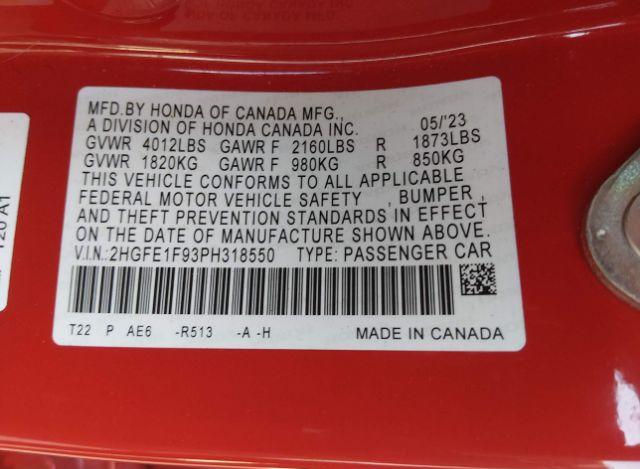 MFD.BY HONDA OF CANADA MFG.,
A DIVISION OF HONDA CANADA INC. 05/'23
GVWR 4012LBS GAWR F 2160LBS R 1873LBS
GVWR 1820KG GAWR F 980KG R 850KG
THIS VEHICLE CONFORMS TO ALL APPLICABLE
FEDERAL MOTOR VEHICLE SAFETY , BUMPER ,
AND THEFT PREVENTION STANDARDS IN EFFECT
ON THE DATE OF MANUFACTURE SHOWN ABOVE.
V.I.N.:2HGFE1F93PH318550 TYPE:PASSENGER CAR
T22 P AE6 -R513 -A -H MADE IN CANADA
120 A1